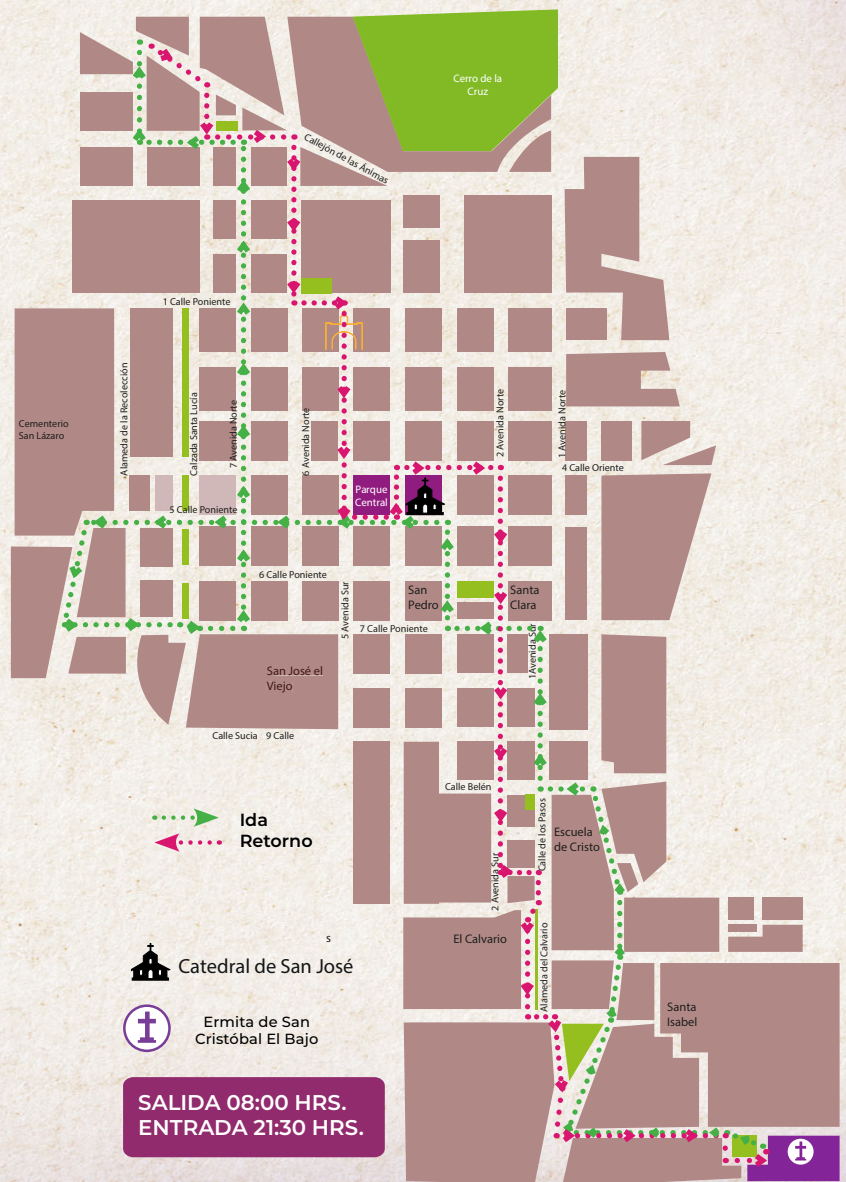 Cerro de la
Cruz
Callejón de las Ánimas
1 Calle Poniente
Cementerio
San Lázaro
Alameda de la Recolección
Calzada Santa Lucia
7 Avenida Norte
6 Avenida Norte
2 Avenida Norte
1 Avenida Norte
4 Calle Oriente
Parque
Central
5 Calle Poniente
6 Calle Poniente
San
Pedro
Santa
Clara
5 Avenida Sur
7 Calle Poniente
1Avenida Sur
San José el
Viejo
Calle Sucia   9 Calle
Calle Belén
Ida
Retorno
Calle de los Pasos
Escuela
de Cristo
2 Avenida Sur
s
El Calvario
Alameda del Calvario
Catedral de San José
Santa
Isabel
Ermita de San
Cristóbal El Bajo
SALIDA 08:00 HRS.
ENTRADA 21:30 HRS.